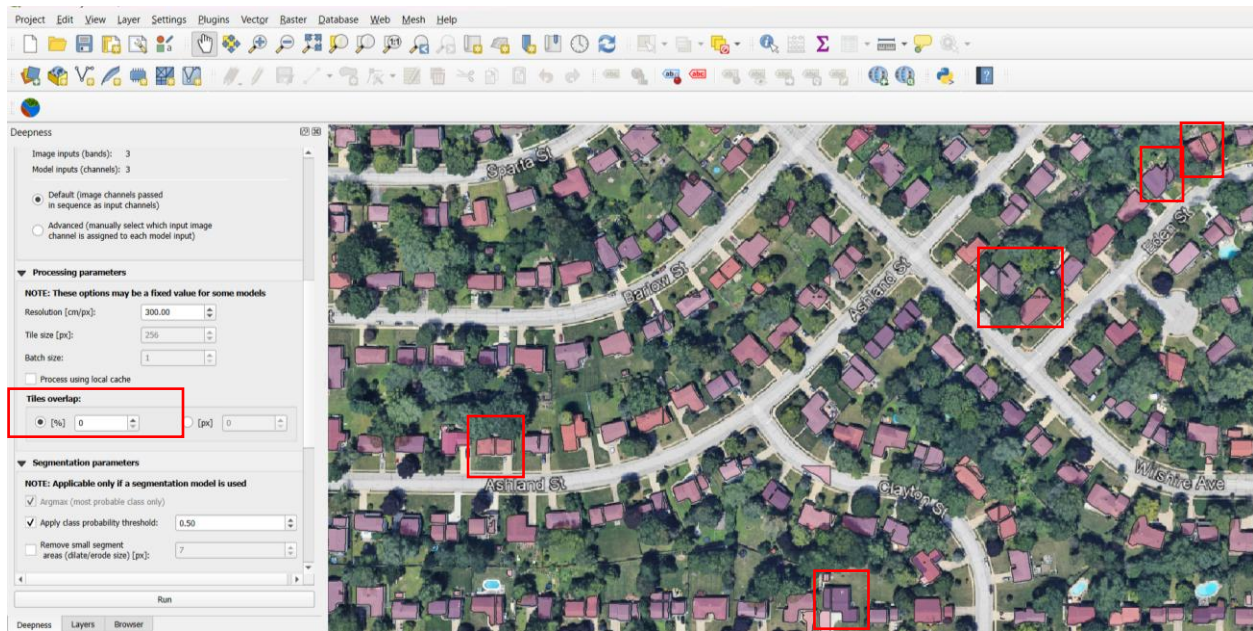 Project Edit View Layer Settings Plugins Vector Raster Database Web Mesh Help
Deepness
Image inputs (bands): 3
Model inputs (channels): 3
Default (image channels passed
in sequence as input channels)
Advanced (manually select which input image
channel is assigned to each model input)
Processing parameters
NOTE: These options may be a fixed value for some models
Resolution [cm/px]: 300.00
Tile size [px]: 256
Batch size: 1
Process using local cache
Tiles overlap:
[%] 0 [px] 0
Segmentation parameters
NOTE: Applicable only if a segmentation model is used
Argmax (most probable class only)
Apply class probability threshold: 0.50
Remove small segment
areas (dilate/erode size) [px]: 7
Run
Deepness Layers Browser
Sparta St
Barlow St
Ashland St
Eden St
Ashland St
Clayton St
Wilshire Ave